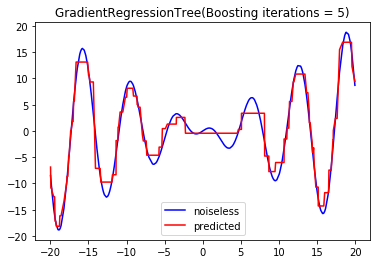 GradientRegressionTree(Boosting iterations = 5)
20
15
10
5
0
−5
−10
−15
−20
noiseless
predicted
−20 −15 −10 −5 0 5 10 15 20